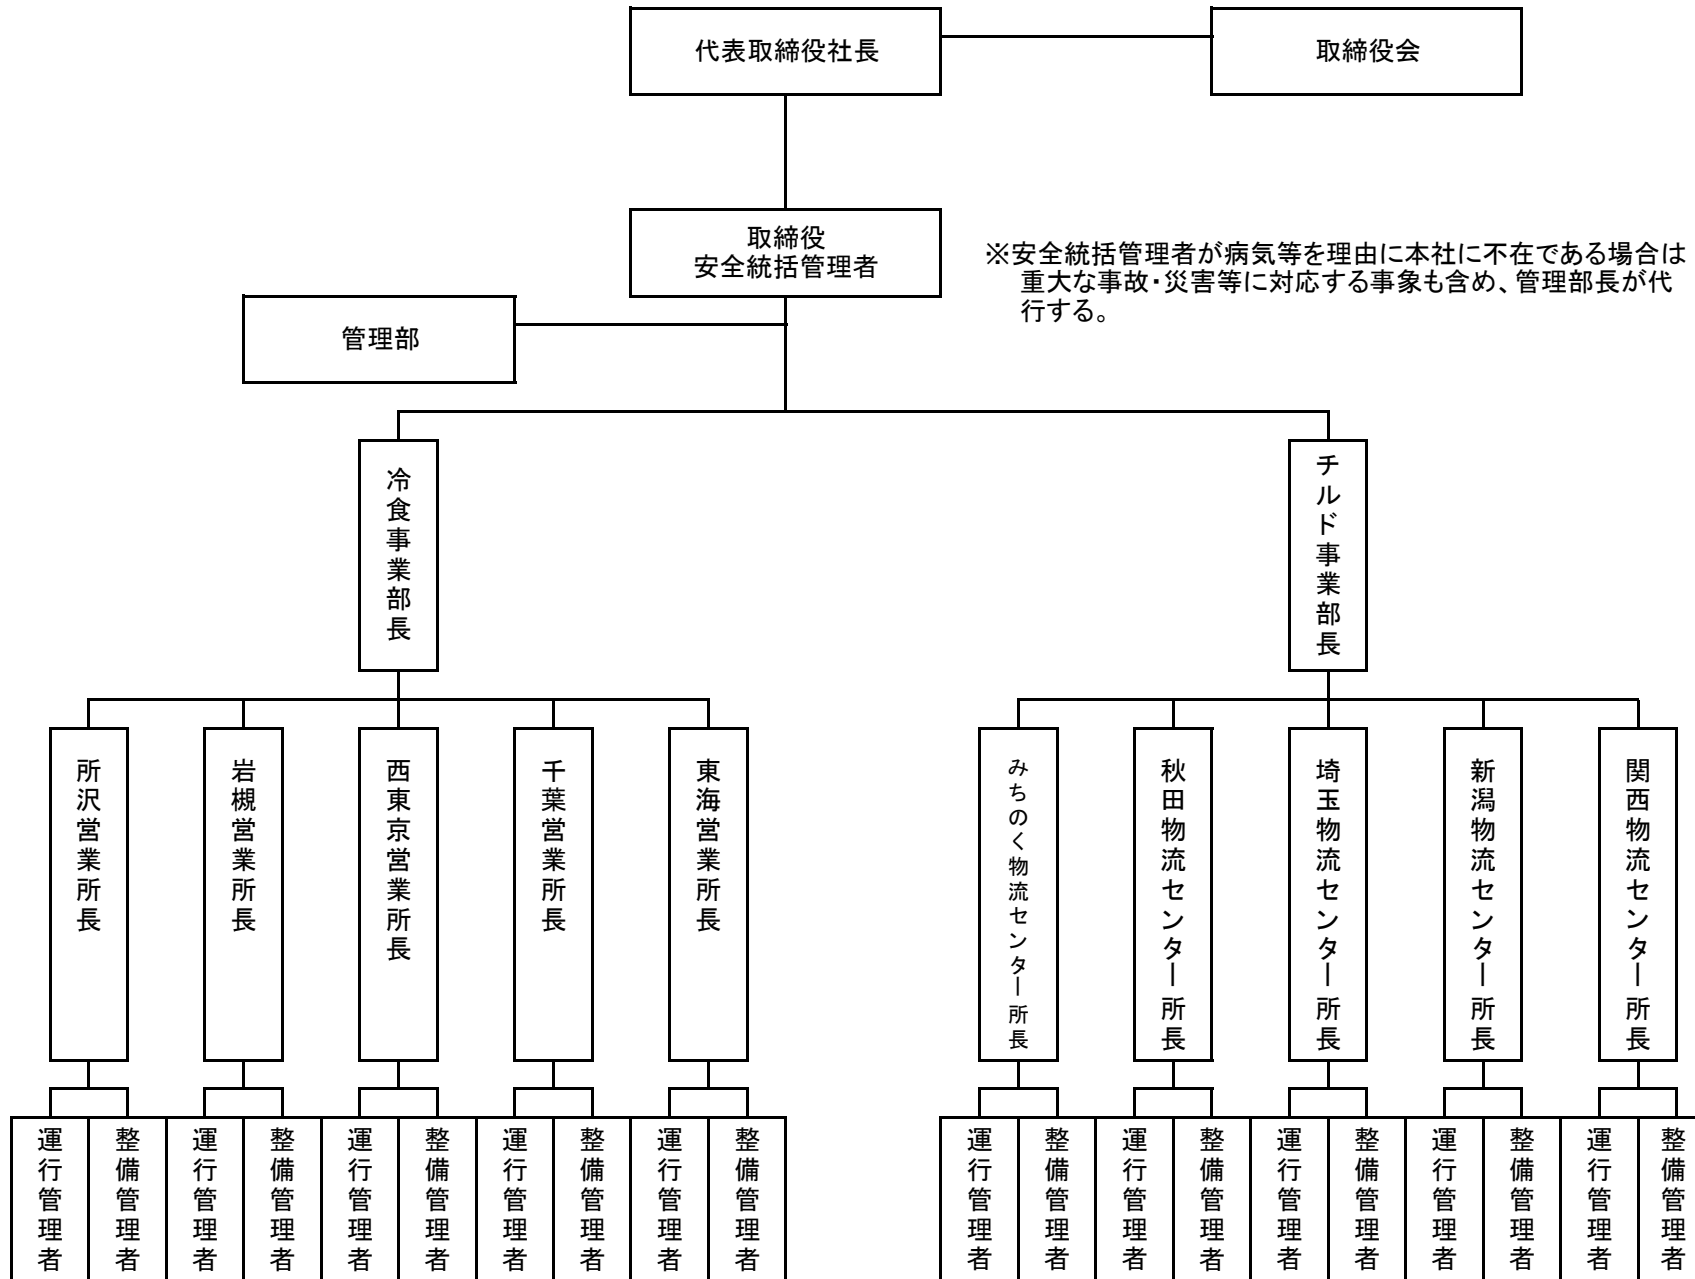 代表取締役社長
取締役会
取締役
安全統括管理者
※安全統括管理者が病気等を理由に本社に不在である場合は
重大な事故・災害等に対応する事象も含め、管理部長が代
行する。
管理部
冷食事業部長
チルド事業部長
所沢営業所長
岩槻営業所長
西東京営業所長
千葉営業所長
東海営業所長
みちのく物流センター所長
秋田物流センター所長
埼玉物流センター所長
新潟物流センター所長
関西物流センター所長
運行管理者
整備管理者
運行管理者
整備管理者
運行管理者
整備管理者
運行管理者
整備管理者
運行管理者
整備管理者
運行管理者
整備管理者
運行管理者
整備管理者
運行管理者
整備管理者
運行管理者
整備管理者
運行管理者
整備管理者